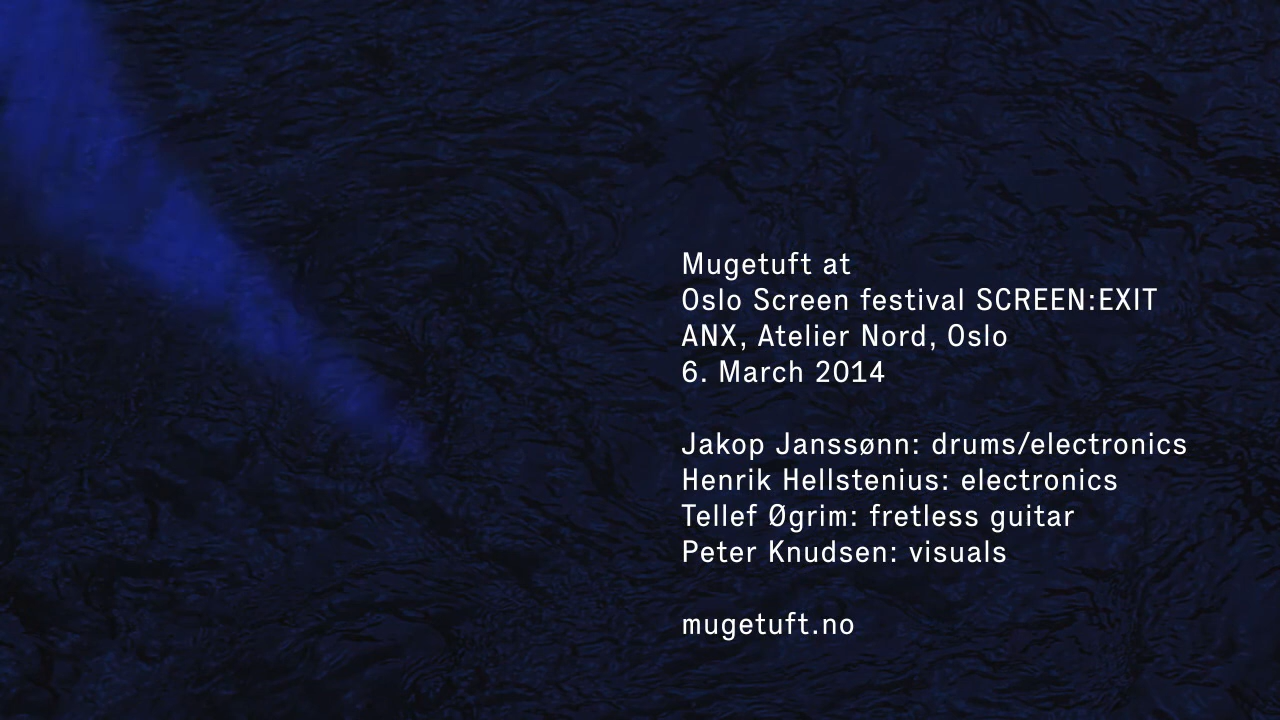 Mugetuft at
Oslo Screen festival SCREEN:EXIT
ANX, Atelier Nord, Oslo
6. March 2014
Jakop Janssønn: drums/electronics
Henrik Hellstenius: electronics
Tellef Øgrim: fretless guitar
Peter Knudsen: visuals
mugetuft.no